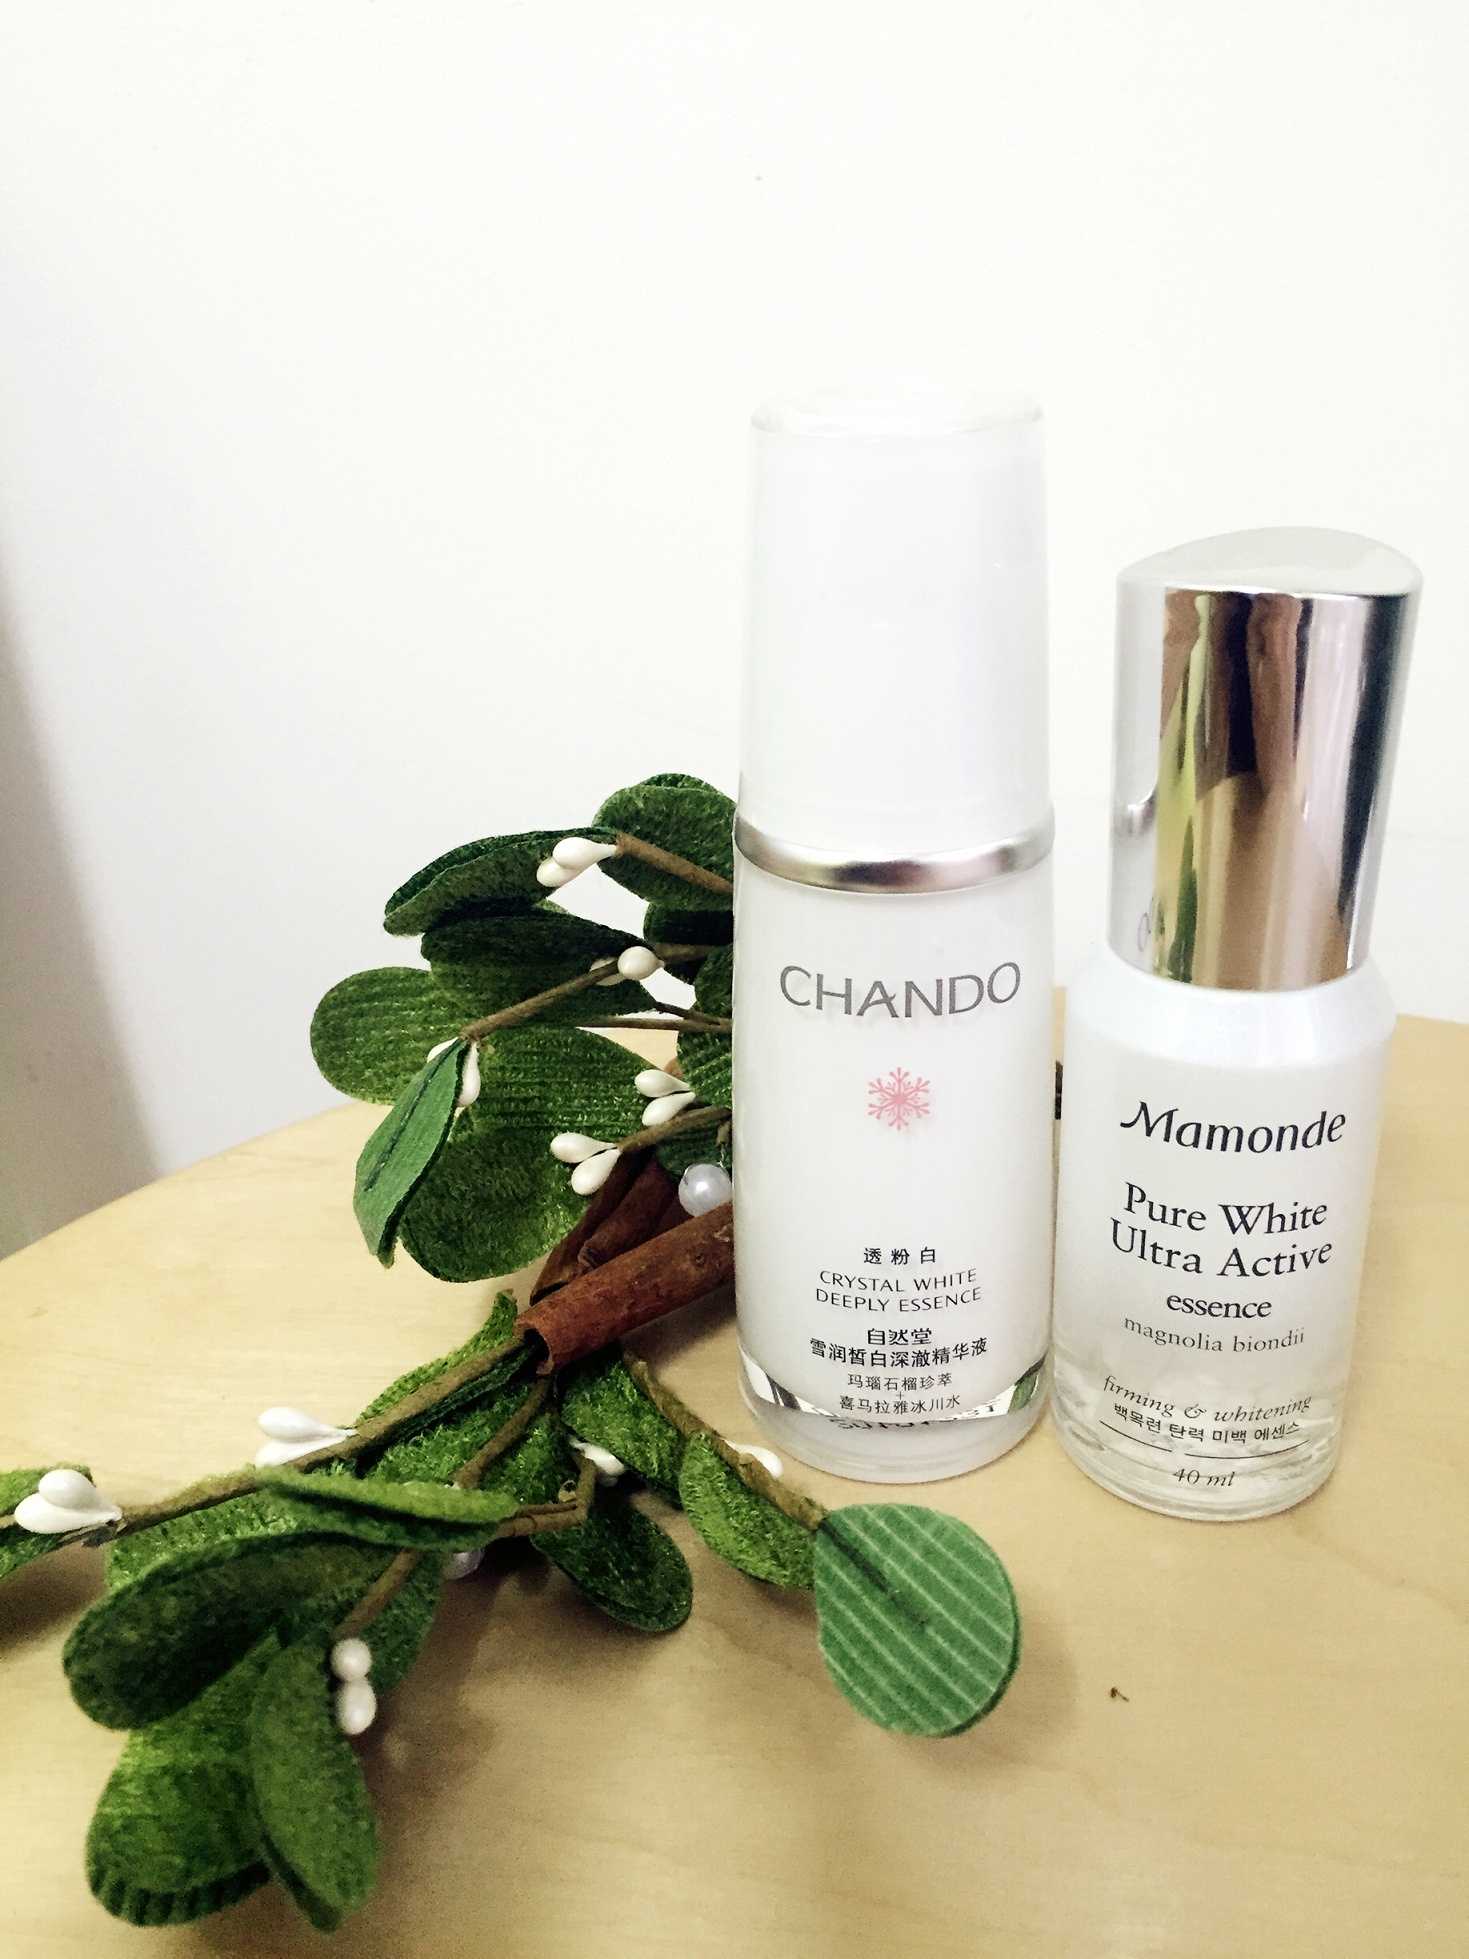 CHANDO
透粉白
CRYSTAL WHITE
DEEPLY ESSENCE
自然堂
雪润皙白深澈精华液
玛瑙石榴珍萃
+
喜马拉雅冰川水
Mamonde
Pure White
Ultra Active
essence
magnolia biondii
firming & whitening
백목련 탄력 미백 에센스
40 ml